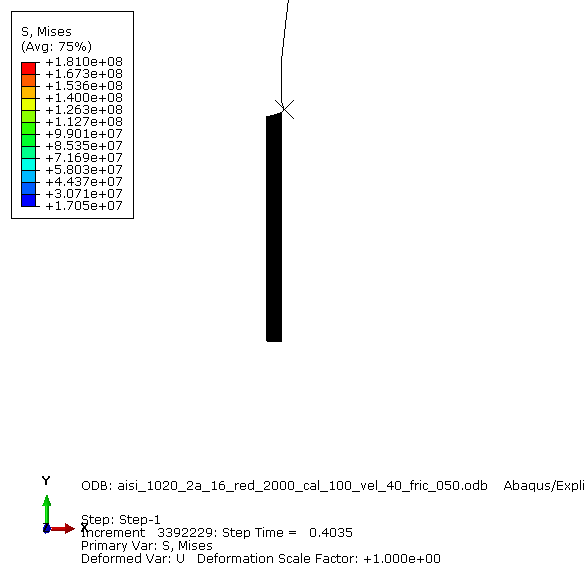 S, Mises
(Avg: 75%)
+1.810e+08
+1.673e+08
+1.536e+08
+1.400e+08
+1.263e+08
+1.127e+08
+9.901e+07
+8.535e+07
+7.169e+07
+5.803e+07
+4.437e+07
+3.071e+07
+1.705e+07
Y
X
ODB: aisi_1020_2a_16_red_2000_cal_100_vel_40_fric_050.odb Abaqus/Expli
Step: Step-1
Increment 3392229: Step Time = 0.4035
Primary Var: S, Mises
Deformed Var: U Deformation Scale Factor: +1.000e+00